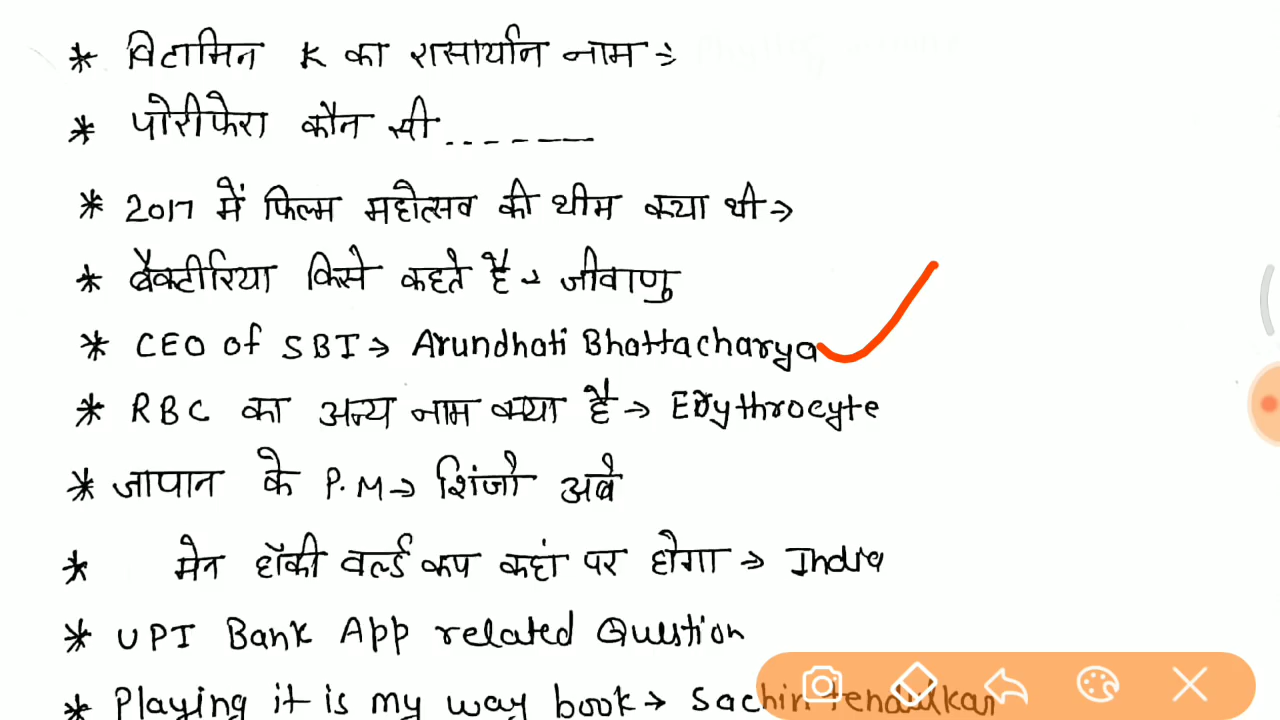 * विटामिन K का रासायनि नाम →
* पोरीफेरा कौन सी ..---——
* 2017 में फिल्म महोत्सव की थीम क्या थी →
* बैक्टीरिया किसे कहते है → जीवाणु
* CEO of SBI → Arundhati Bhattacharya
* RBC का अन्य नाम क्या है → Erythrocyte
* जापान के P.M → शिंजो अबे
* मेन हॉकी वर्ल्ड कप कहां पर होगा → India
* UPI Bank App related Question
* Playing it is my way book → Sachin tendulkar